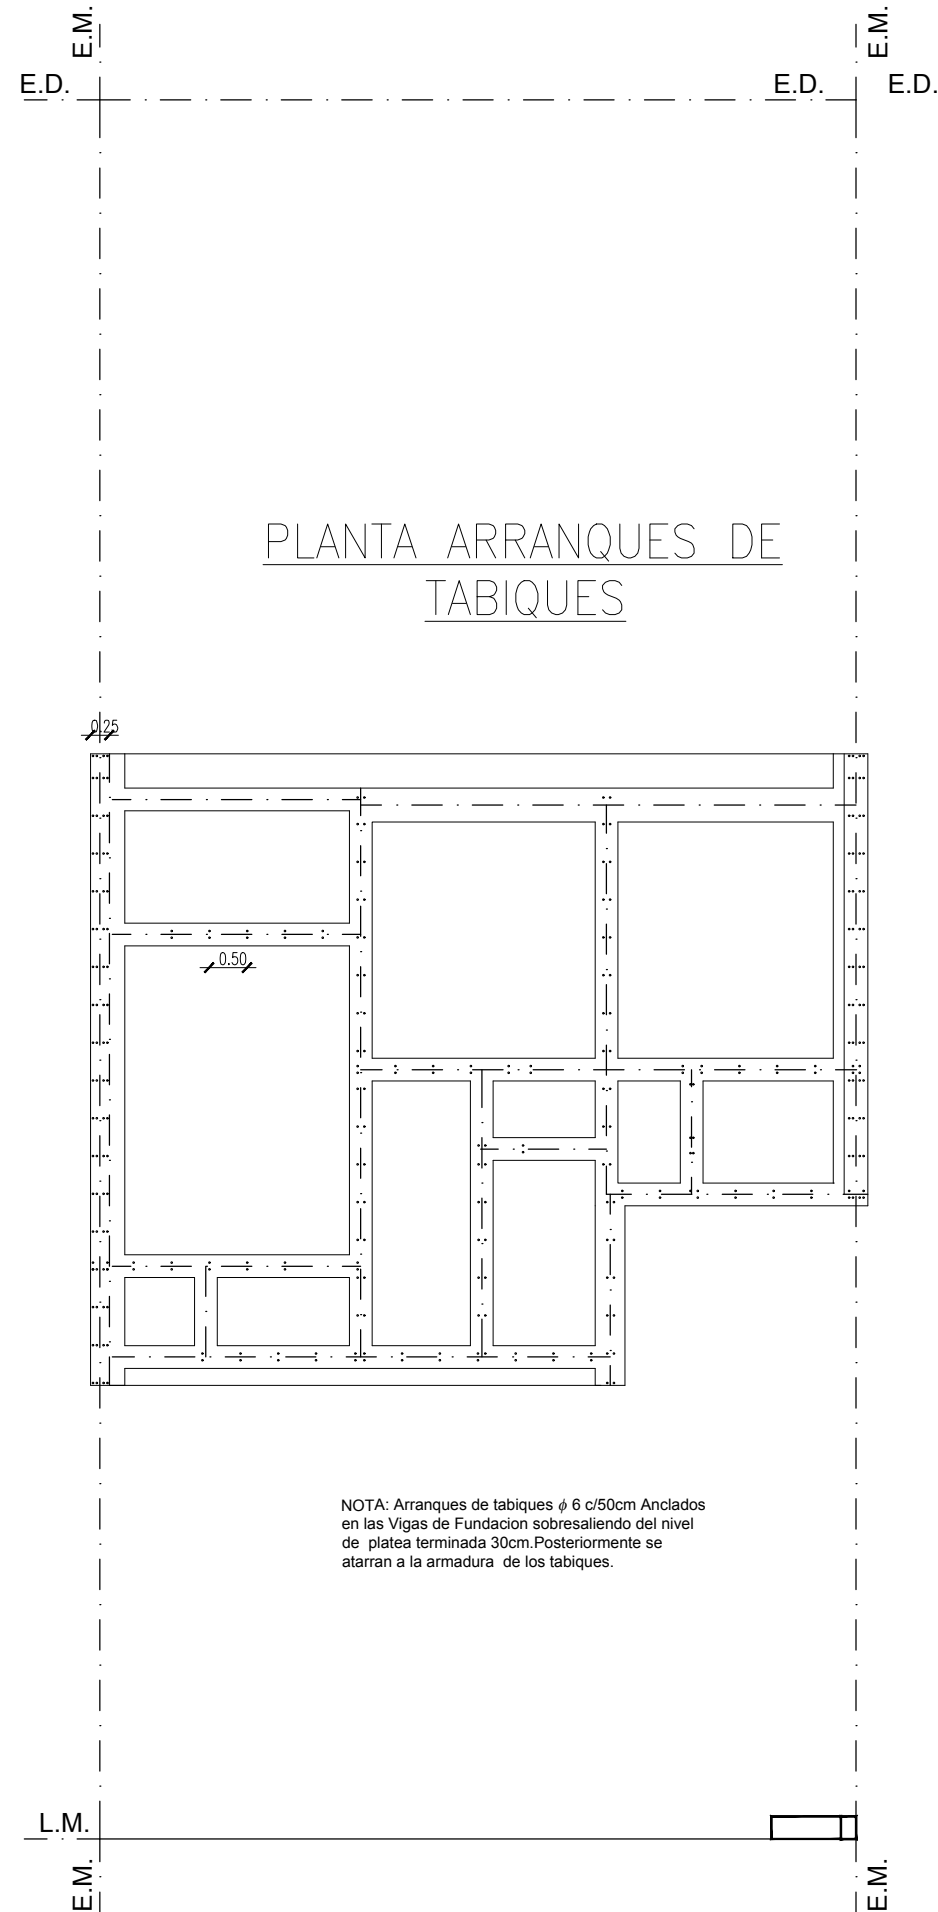 E.M.
E.M.
E.D.
E.D.
E.D.
PLANTA ARRANQUES DE
TABIQUES
0.25
0.50
NOTA: Arranques de tabiques ϕ 6 c/50cm Anclados
en las Vigas de Fundacion sobresaliendo del nivel
de platea terminada 30cm.Posteriormente se
atarran a la armadura de los tabiques.
L.M.
E.M.
E.M.